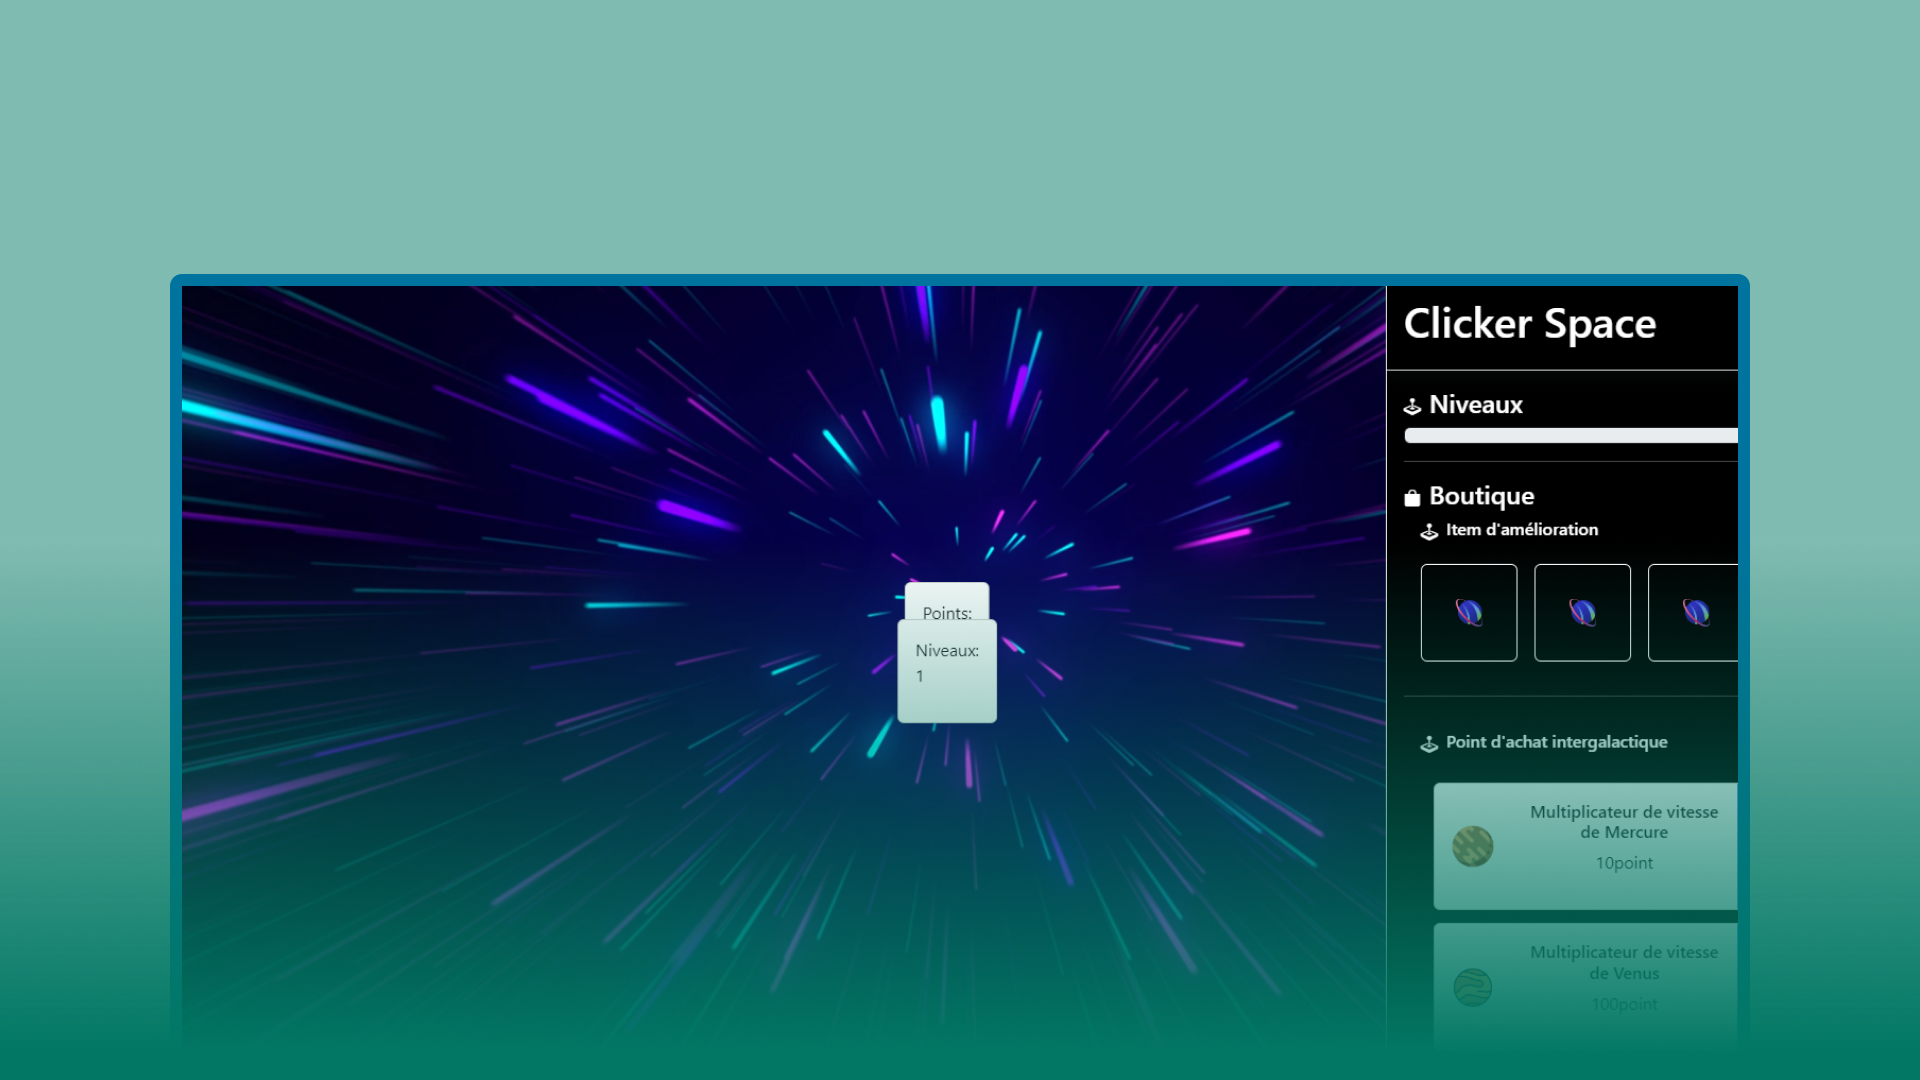 Points:
Niveaux:
1
Clicker Space
Niveaux
Boutique
Item d'amélioration
Point d'achat intergalactique
Multiplicateur de vitesse
de Mercure
10point
Multiplicateur de vitesse
de Venus
100point